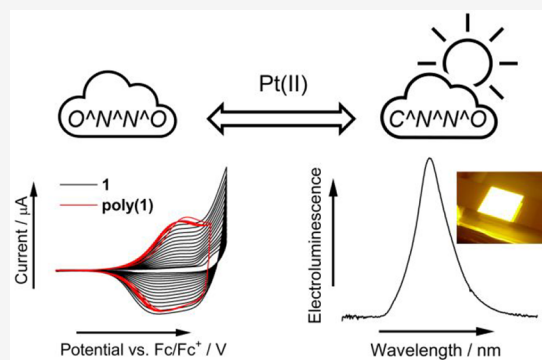 Pt(II)
O^N^N^O
C^N^N^O
1
poly(1)
Current / μA
Potential vs. Fc/Fc⁺ / V
Electroluminescence
Wavelength / nm